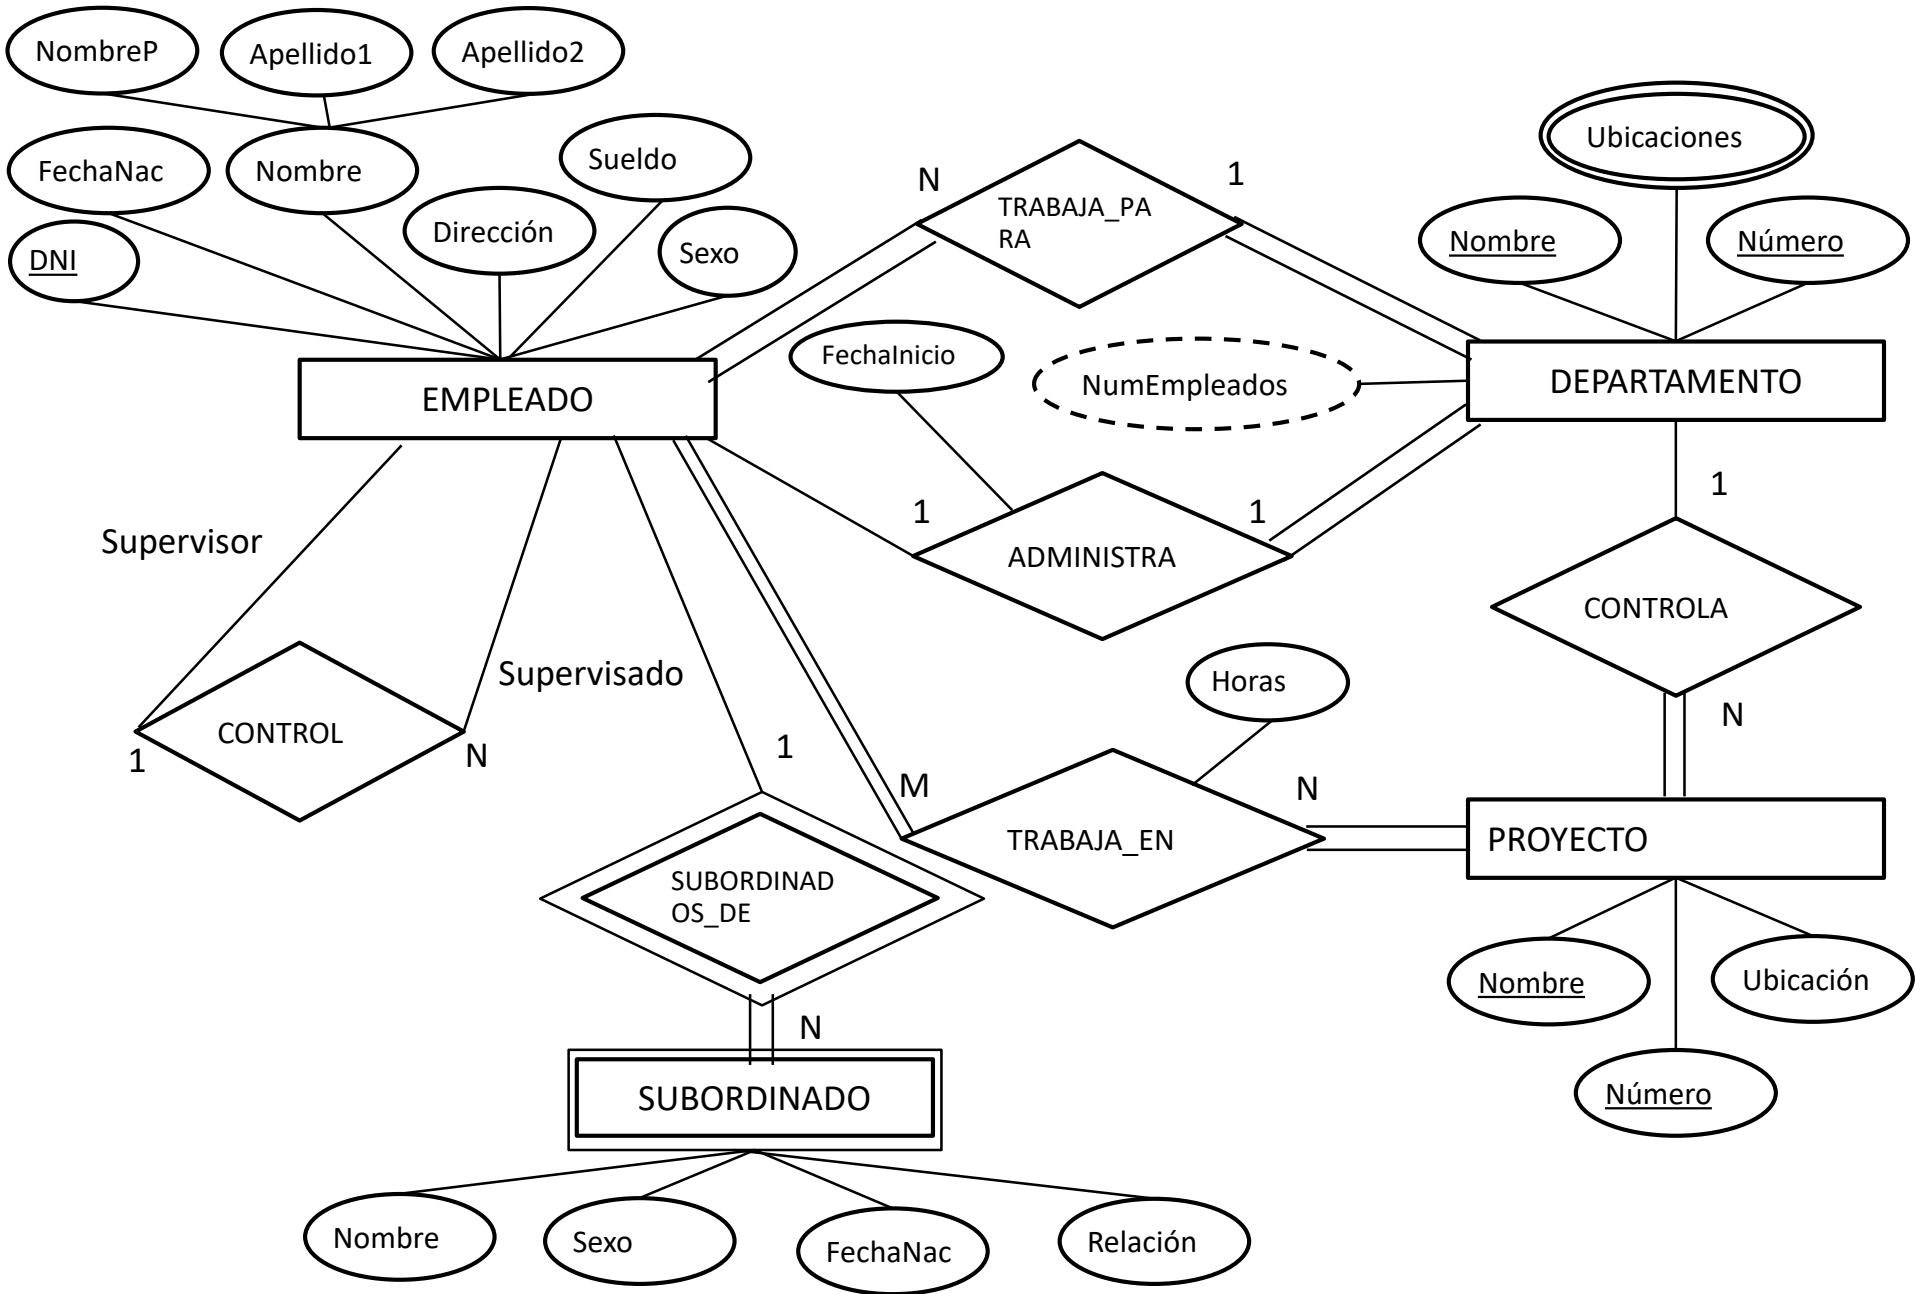 NombreP
Apellido1
Apellido2
Ubicaciones
FechaNac
Nombre
Sueldo
N
1
TRABAJA_PA
RA
Dirección
Sexo
DNI
Nombre
Número
FechaInicio
NumEmpleados
EMPLEADO
DEPARTAMENTO
1
1
1
Supervisor
ADMINISTRA
CONTROLA
Supervisado
Horas
N
CONTROL
1
N
1
M
N
TRABAJA_EN
PROYECTO
SUBORDINAD
OS_DE
Nombre
Ubicación
N
SUBORDINADO
Número
Nombre
Sexo
FechaNac
Relación